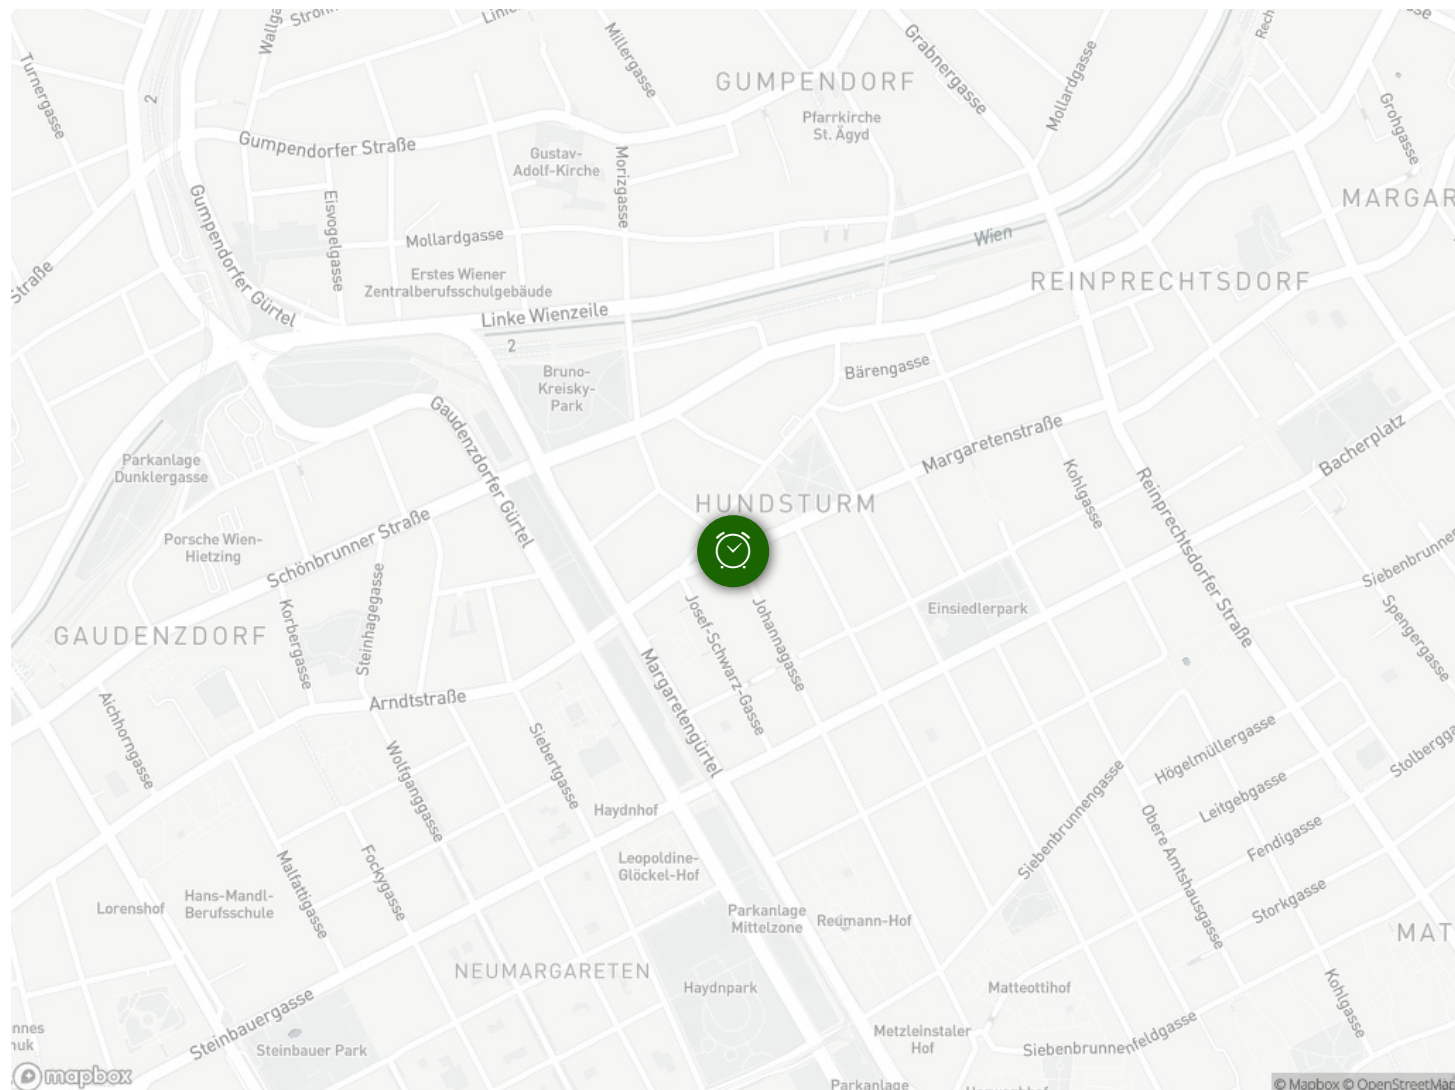 Turnergasse
2
GUMPENDORF
Grabnergasse
Mollardgasse
Millergasse
Pfarrkirche
St. Ägyd
Grohgasse
Gumpendorfer Straße
Gustav-
Adolf-Kirche
Morizgasse
MARGAR
Gumpendorfer Gürtel
Eisvogelgasse
Mollardgasse
Wien
Erstes Wiener
Zentralberufsschulgebäude
Straße
REINPRECHTSDORF
Linke Wienzeile
2
Bruno-
Kreisky-
Park
Bärengasse
Gaudenzdorfer Gürtel
Margaretenstraße
Bacherplatz
Parkanlage
Dunklergasse
Kohlgasse
Reinprechtsdorfer Straße
HUNDSTURM
Schönbrunner Straße
Porsche Wien-
Hietzing
Siebenbrunnen
Korbergasse
Steinhagegasse
Josef-Schwarz-Gasse
Johannagasse
Einsiedlerpark
Spengergasse
GAUDENZDORF
Margaretengürtel
Arndtstraße
Aichhorngasse
Wolfganggasse
Siebertgasse
Högelmüllergasse
Stolbergga
Leitgebgasse
Haydnhof
Siebenbrunnengasse
Obere Amtshausgasse
Fendigasse
Malfattigasse
Fockygasse
Leopoldine-
Glöckel-Hof
Hans-Mandl-
Berufsschule
Lorenshof
Storkgasse
Parkanlage
Mittelzone
Reumann-Hof
MAT
NEUMARGARETEN
Haydnpark
Matteottihof
Kohlgasse
Steinbauergasse
Steinbauer Park
Metzleinstaler
Hof
Siebenbrunnenfeldgasse
Parkanlage
mapbox
© Mapbox © OpenStreetMap